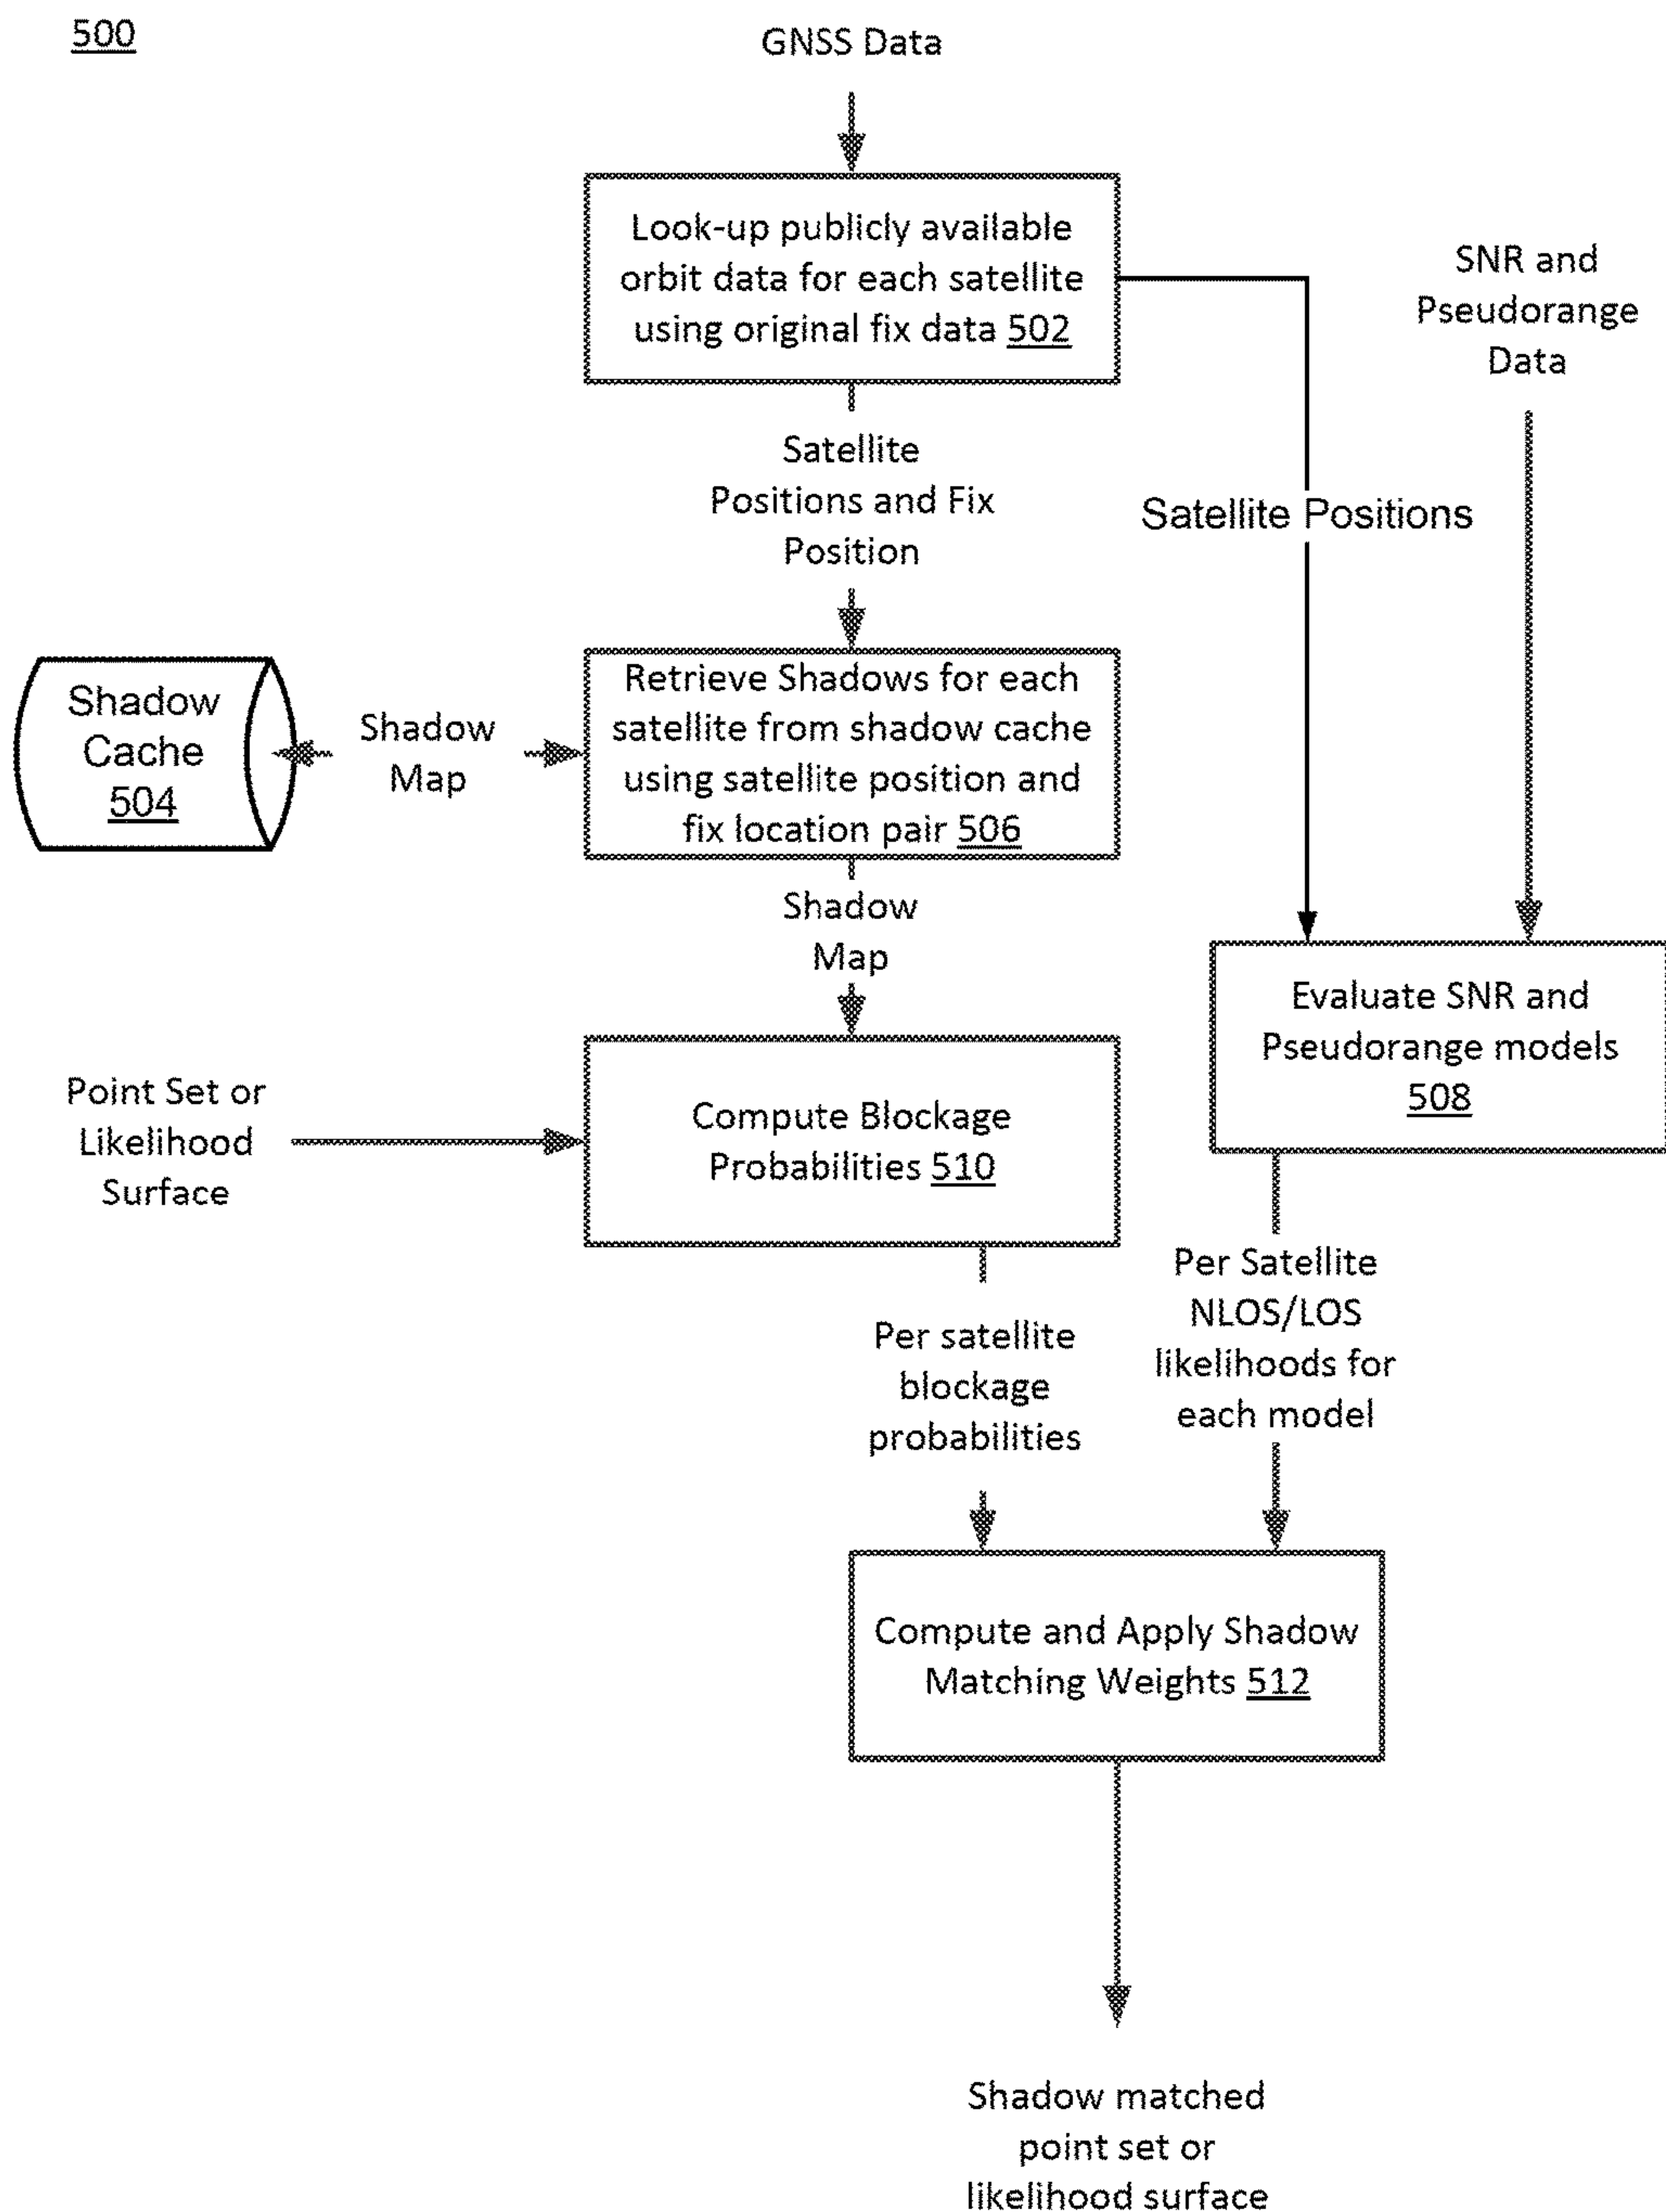 500
GNSS Data
Look-up publicly available
orbit data for each satellite
using original fix data 502
SNR and
Pseudorange
Data
Satellite
Positions and Fix
Position
Satellite Positions
Shadow
Cache
504
Shadow
Map
Retrieve Shadows for each
satellite from shadow cache
using satellite position and
fix location pair 506
Shadow
Map
Evaluate SNR and
Pseudorange models
508
Point Set or
Likelihood
Surface
Compute Blockage
Probabilities 510
Per satellite
blockage
probabilities
Per Satellite
NLOS/LOS
likelihoods for
each model
Compute and Apply Shadow
Matching Weights 512
Shadow matched
point set or
likelihood surface